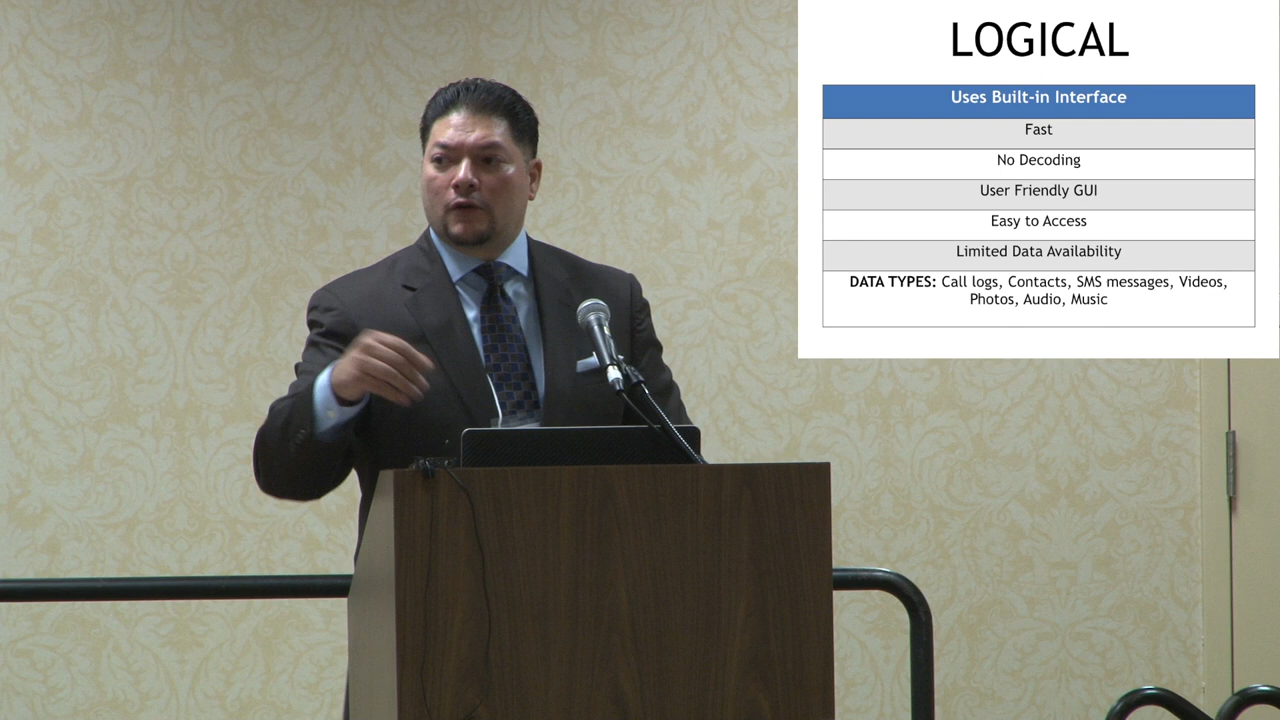 LOGICAL
Uses Built-in Interface
Fast
No Decoding
User Friendly GUI
Easy to Access
Limited Data Availability
DATA TYPES: Call logs, Contacts, SMS messages, Videos,
Photos, Audio, Music